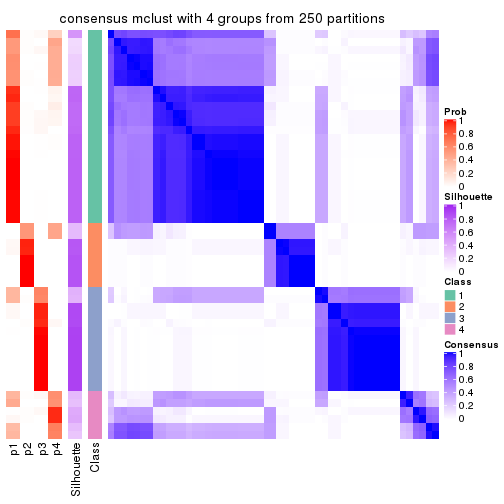 consensus mclust with 4 groups from 250 partitions
Prob
1
0.8
0.6
0.4
0.2
0
Silhouette
1
0.8
0.6
0.4
0.2
0
Class
1
2
3
4
Consensus
1
0.8
0.6
0.4
0.2
0
p1
p2
p3
p4
Silhouette
Class